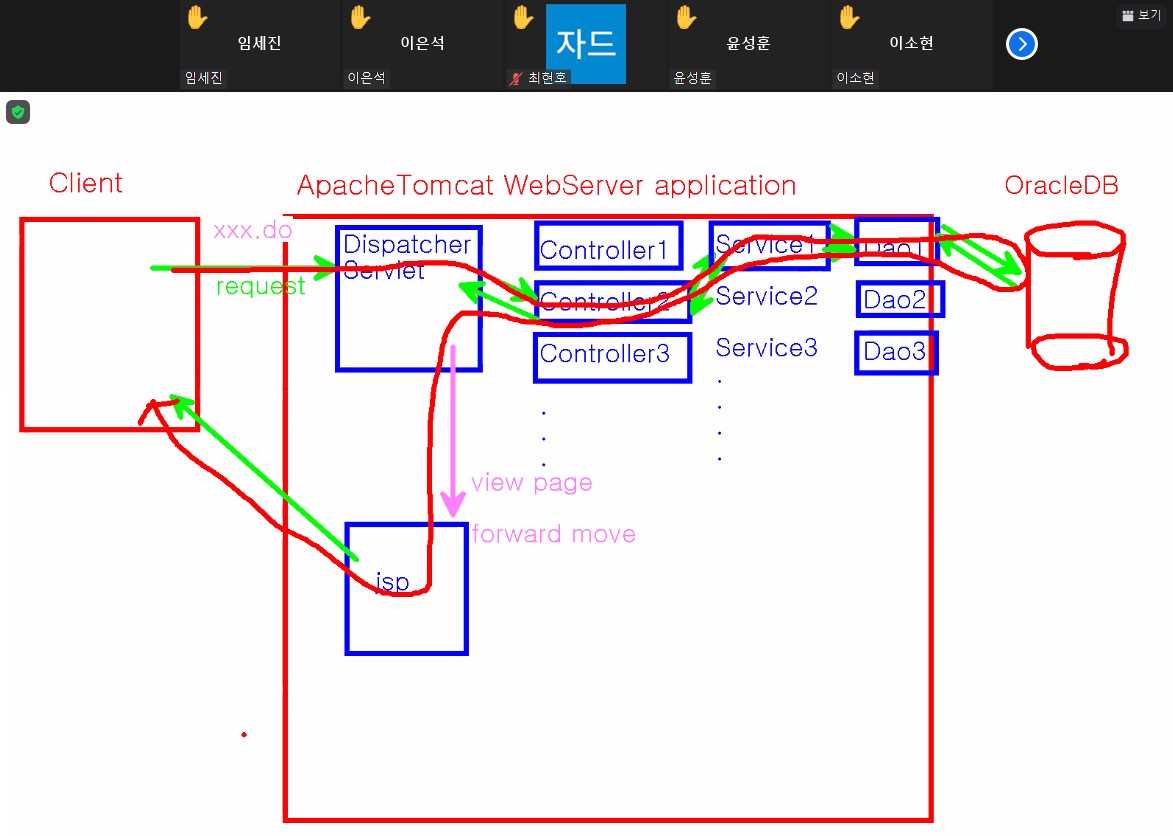 보기
임세진
이은석
자드
윤성훈
이소현
임세진
이은석
최현호
윤성훈
이소현
Client
ApacheTomcat WebServer application
OracleDB
xxx.do
request
Dispatcher
Servlet
Controller1
Service1
Dao1
Controller2
Service2
Dao2
Controller3
Service3
Dao3
.
.
.
.
.
.
.
view page
forward move
jsp